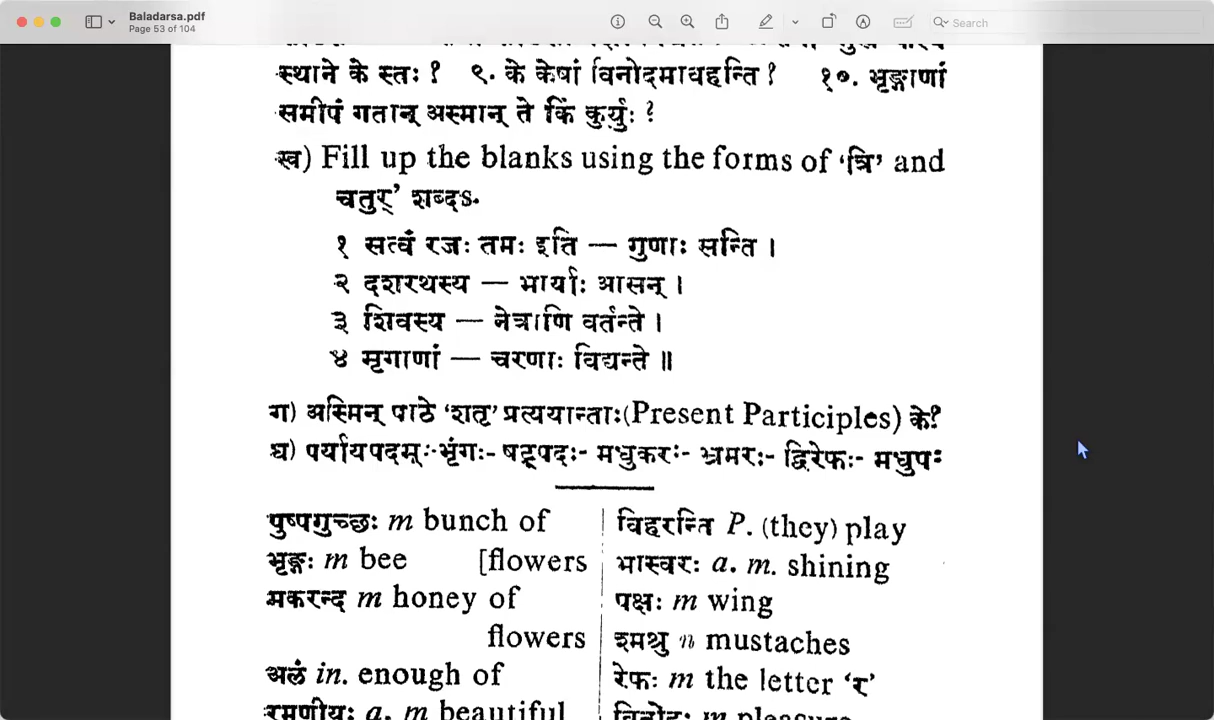 Baladarsa.pdf
Page 53 of 104
Search
स्थाने के स्तः ? ९. के केषां विनोदमावहन्ति ? १०. भृङ्गाणां
समीपं गतान् अस्मान् ते किं कुर्युः ?
ख) Fill up the blanks using the forms of ‘त्रि’ and
चतुर्’ शब्दs.
१ सत्वं रजः तमः इति — गुणाः सन्ति ।
२ दशरथस्य — भार्याः आसन् ।
३ शिवस्य — नेत्राणि वर्तन्ते ।
४ मृगाणां — चरणाः विद्यन्ते ॥
ग) अस्मिन् पाठे ‘शतृ’ प्रत्ययान्ताः (Present Participles) के?
घ) पर्यायपदम्ः-भृंगः- षट्पदः- मधुकरः- भ्रमरः- द्विरेफः- मधुपः
पुष्पगुच्छः m bunch of
भृङ्गः m bee [flowers
मकरन्द m honey of
flowers
अलं in. enough of
रमणीयः a. m beautiful
विहरन्ति P. (they) play
भास्वरः a. m. shining
पक्षः m wing
श्मश्रु n mustaches
रेफः m the letter ‘र’
विनोदः m pleasure